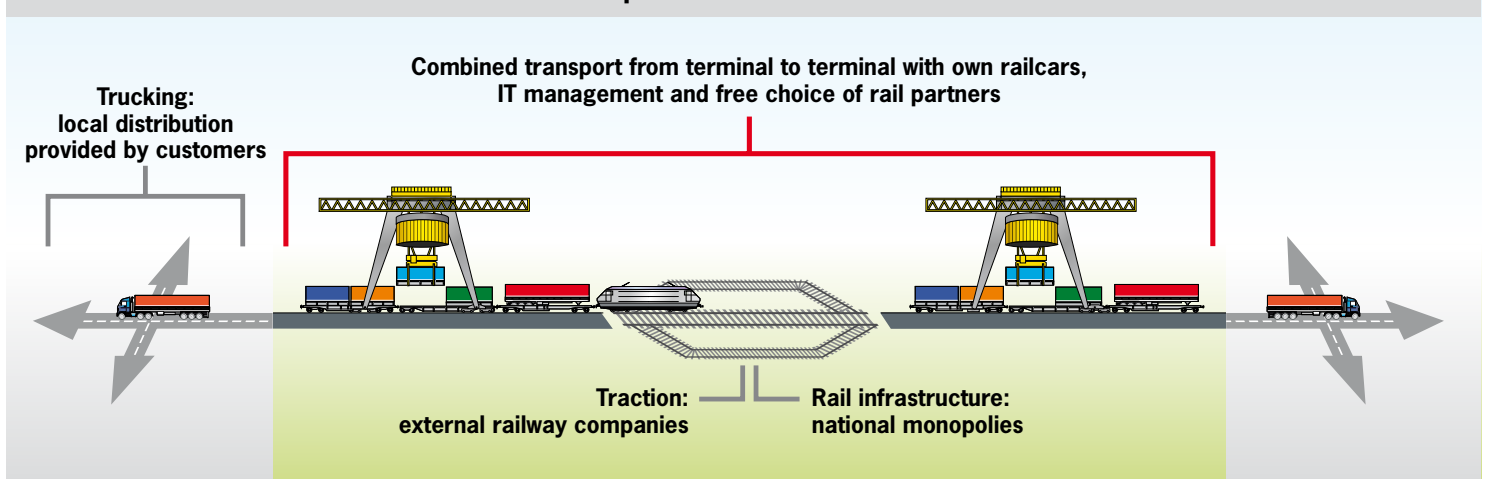 Combined transport from terminal to terminal with own railcars,
IT management and free choice of rail partners
Trucking:
local distribution
provided by customers
Traction:
external railway companies
Rail infrastructure:
national monopolies